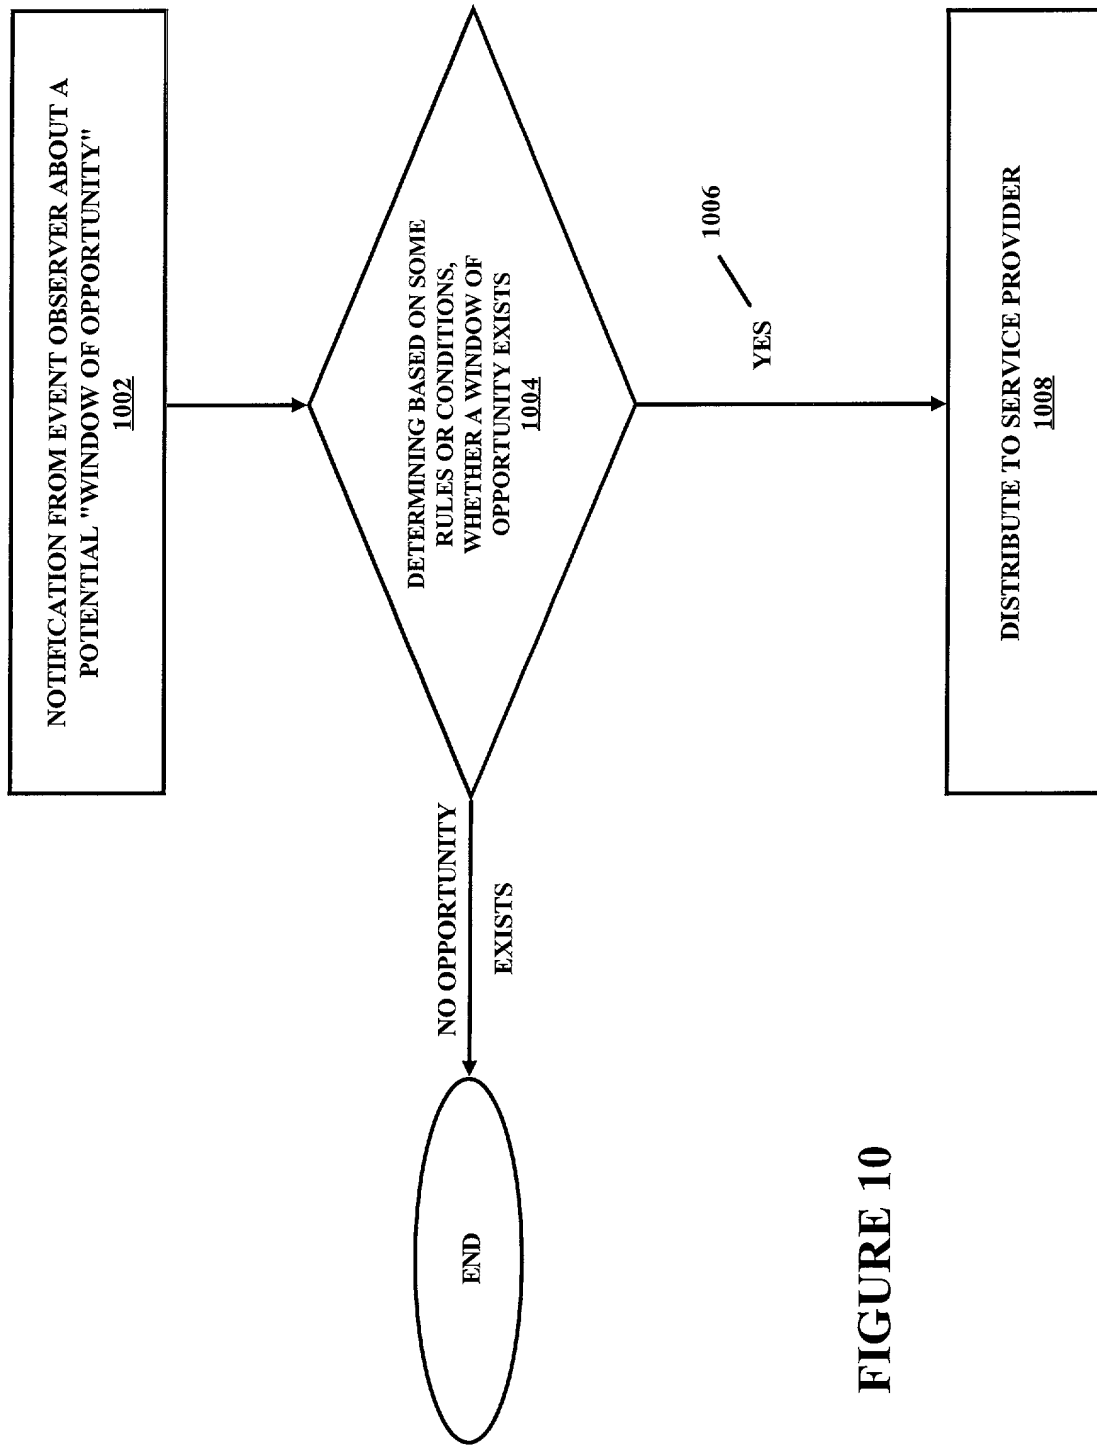 NOTIFICATION FROM EVENT OBSERVER ABOUT A
POTENTIAL "WINDOW OF OPPORTUNITY"
1002
DETERMINING BASED ON SOME
RULES OR CONDITIONS,
WHETHER A WINDOW OF
OPPORTUNITY EXISTS
1004
NO OPPORTUNITY
EXISTS
END
YES
1006
DISTRIBUTE TO SERVICE PROVIDER
1008
FIGURE 10